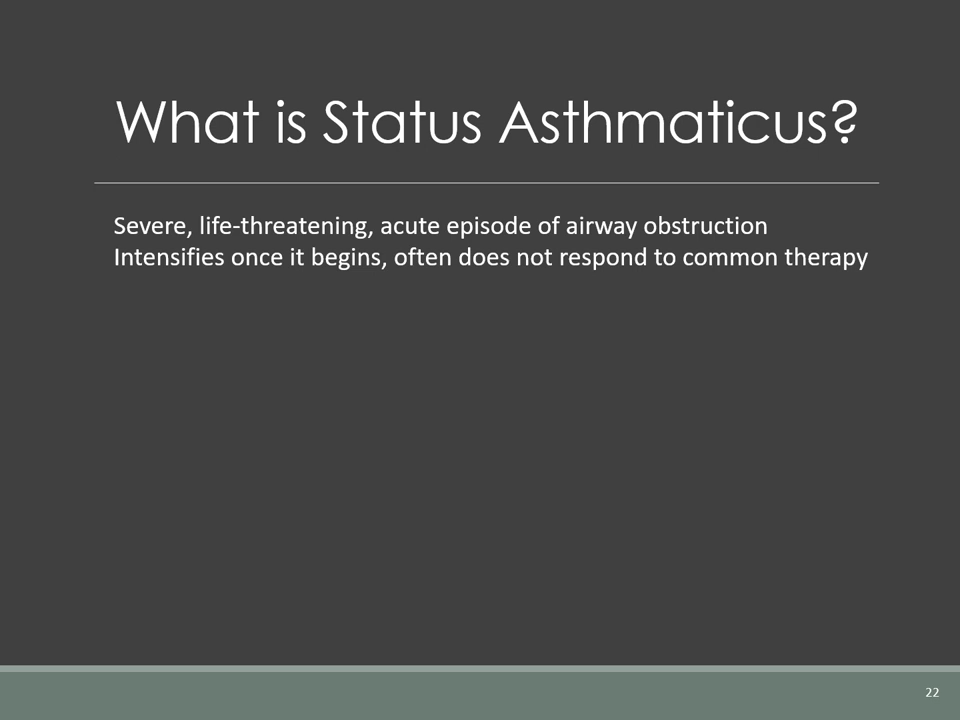 What is Status Asthmaticus?
Severe, life-threatening, acute episode of airway obstruction
Intensifies once it begins, often does not respond to common therapy
22